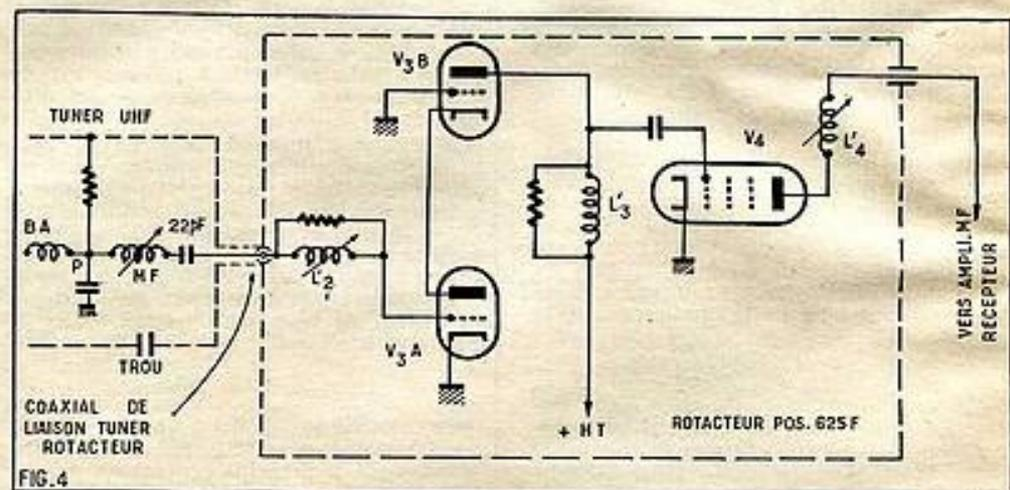 TUNER UHF
BA
P
MF
22pF
TROU
COAXIAL DE
LIAISON TUNER
ROTACTEUR
L'2
V3B
V3A
L'3
+ HT
V4
L'4
ROTACTEUR POS. 625F
VERS AMPLI.MF
RECEPTEUR
FIG.4